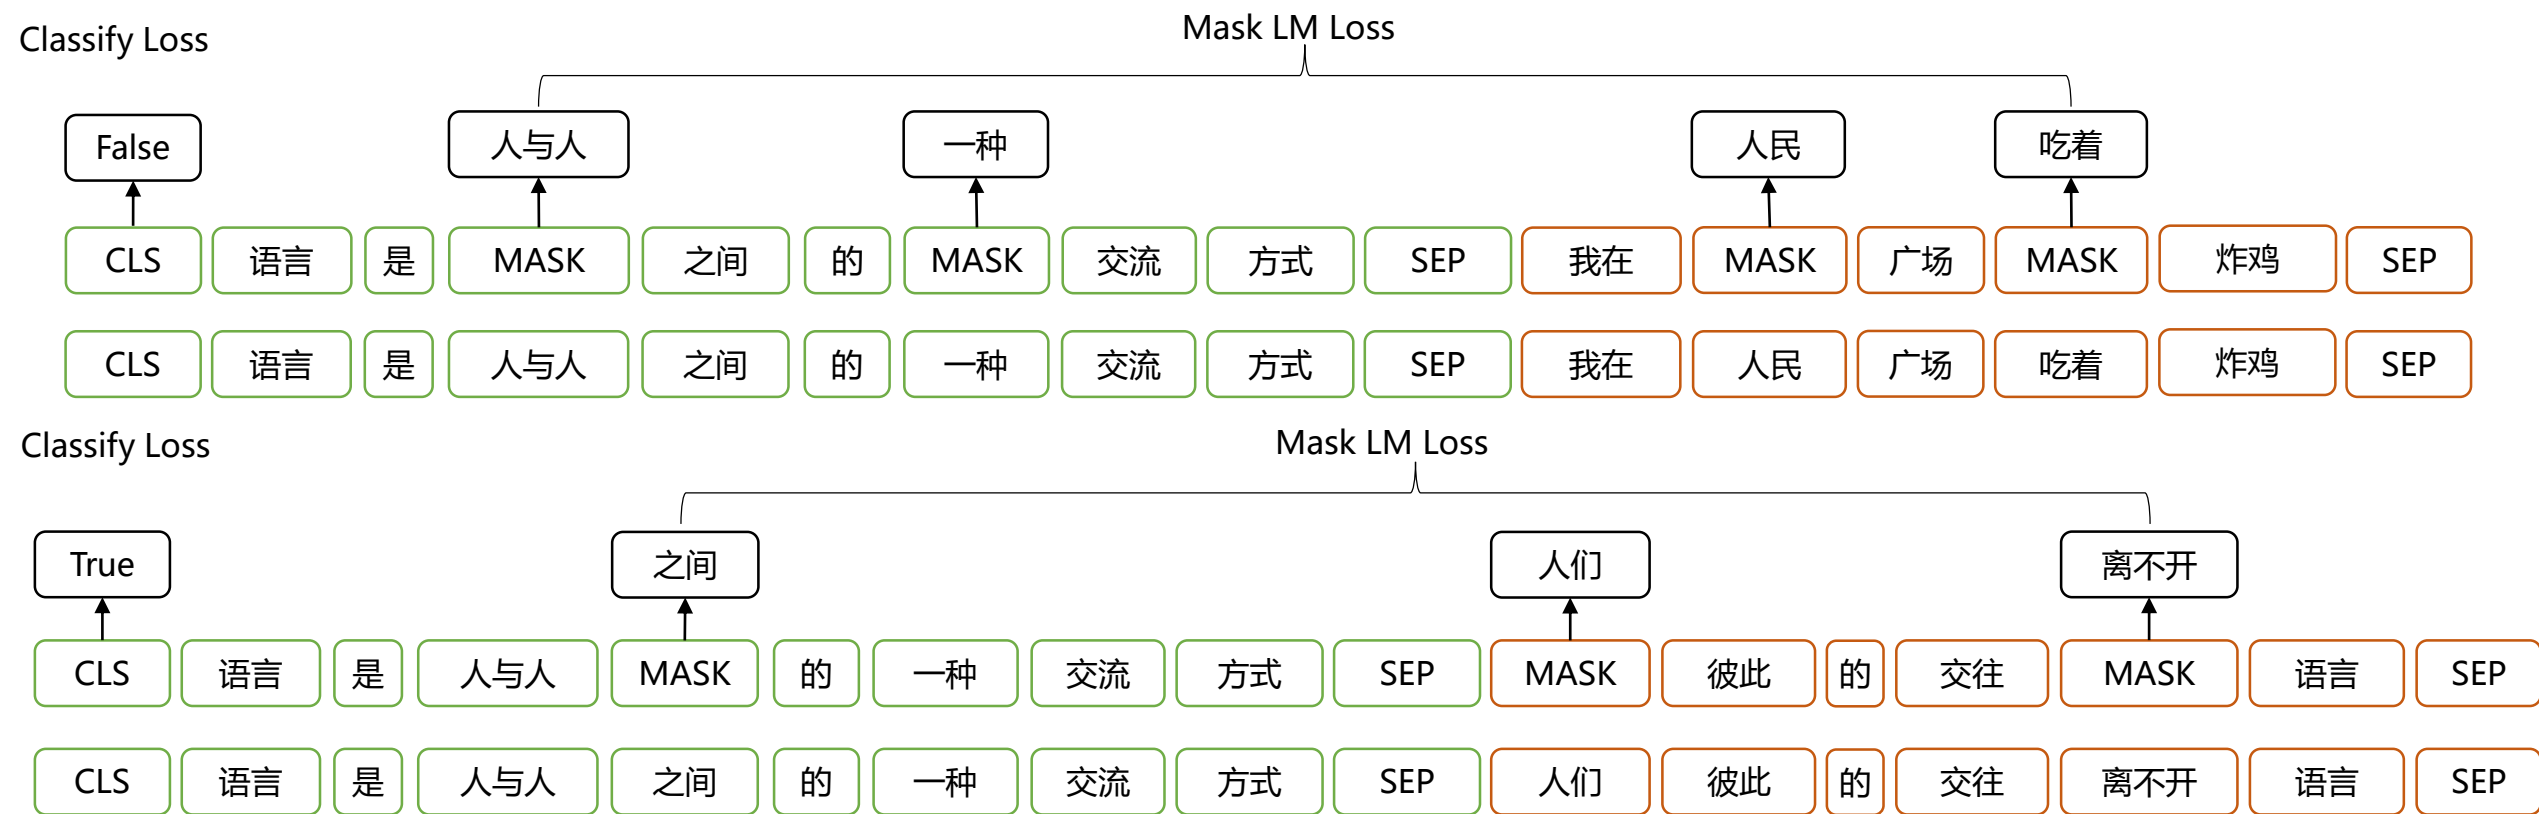 Classify Loss Mask LM Loss
False 人与人 一种 人民 吃着
CLS 语言 是 MASK 之间 的 MASK 交流 方式 SEP 我在 MASK 广场 MASK 炸鸡 SEP
CLS 语言 是 人与人 之间 的 一种 交流 方式 SEP 我在 人民 广场 吃着 炸鸡 SEP
Classify Loss Mask LM Loss
True 之间 人们 离不开
CLS 语言 是 人与人 MASK 的 一种 交流 方式 SEP MASK 彼此 的 交往 MASK 语言 SEP
CLS 语言 是 人与人 之间 的 一种 交流 方式 SEP 人们 彼此 的 交往 离不开 语言 SEP